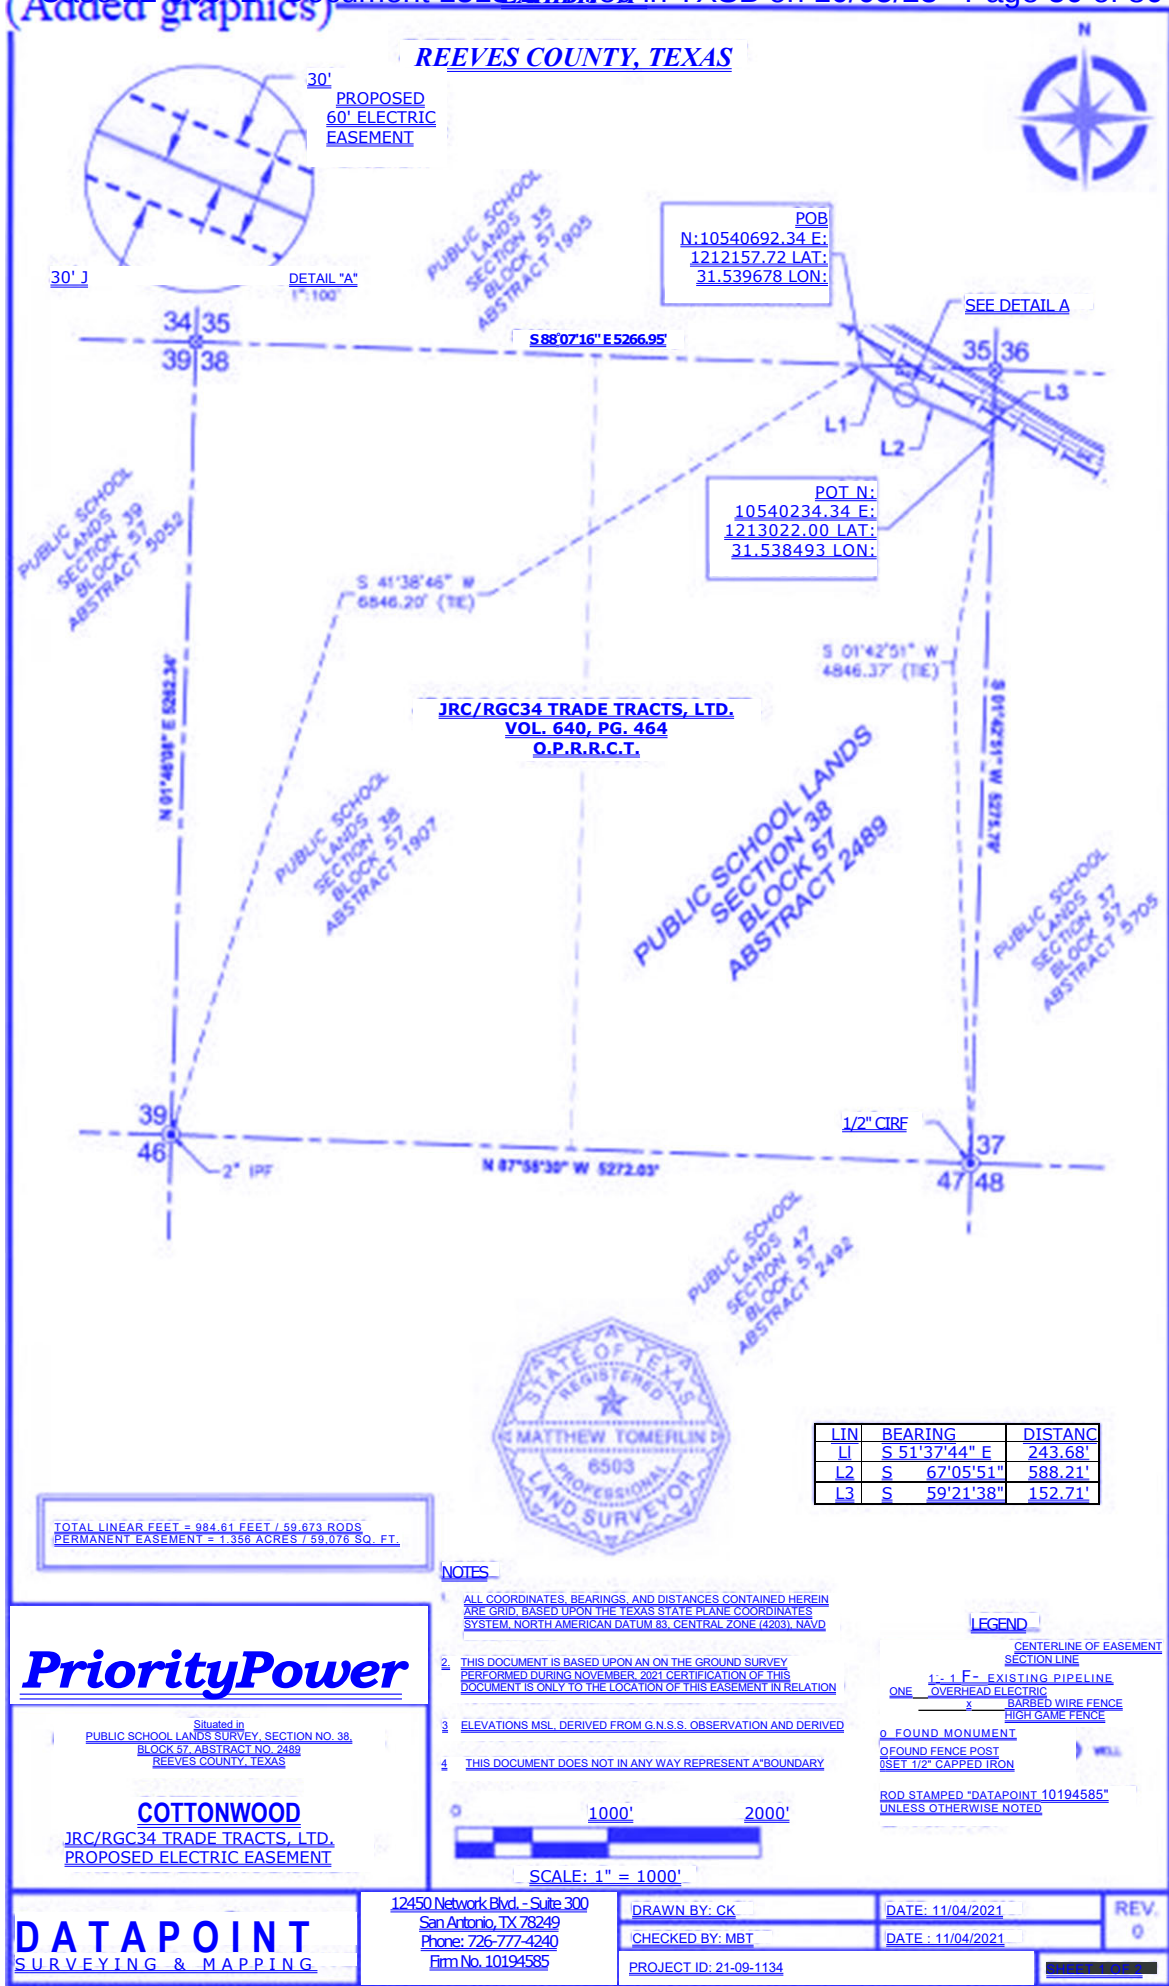 (Added graphics)
REEVES COUNTY, TEXAS
N
30'
PROPOSED
60' ELECTRIC
EASEMENT
30' J
DETAIL "A"
1":100'
PUBLIC SCHOOL
LANDS
SECTION 35
BLOCK 57
ABSTRACT 1905
POB
N:10540692.34 E:
1212157.72 LAT:
31.539678 LON:
SEE DETAIL A
34 35
39 38
S 88°07'16" E 5266.95'
35 36
L1
L2
L3
POT N:
10540234.34 E:
1213022.00 LAT:
31.538493 LON:
PUBLIC SCHOOL
LANDS
SECTION 39
BLOCK 57
ABSTRACT 5052
S 41°38'46" W
6846.20' (TIE)
S 01°42'51" W
4846.37' (TIE)
N 01°46'08" E 5262.34'
S 01°42'51" W 5275.79'
JRC/RGC34 TRADE TRACTS, LTD.
VOL. 640, PG. 464
O.P.R.R.C.T.
PUBLIC SCHOOL
LANDS
SECTION 38
BLOCK 57
ABSTRACT 1907
PUBLIC SCHOOL LANDS
SECTION 38
BLOCK 57
ABSTRACT 2489
PUBLIC SCHOOL
LANDS
SECTION 37
BLOCK 57
ABSTRACT 5705
39
46
2" IPF
N 87°58'30" W 5272.03'
1/2" CIRF
37
47 48
PUBLIC SCHOOL
LANDS
SECTION 47
BLOCK 57
ABSTRACT 2492
STATE OF TEXAS
REGISTERED
MATTHEW TOMERLIN
6503
PROFESSIONAL
LAND SURVEYOR
LIN BEARING DISTANC
Ll S 51'37'44" E 243.68'
L2 S 67'05'51" 588.21'
L3 S 59'21'38" 152.71'
TOTAL LINEAR FEET = 984.61 FEET / 59.673 RODS
PERMANENT EASEMENT = 1.356 ACRES / 59,076 SQ. FT.
NOTES
1. ALL COORDINATES, BEARINGS, AND DISTANCES CONTAINED HEREIN
ARE GRID, BASED UPON THE TEXAS STATE PLANE COORDINATES
SYSTEM, NORTH AMERICAN DATUM 83, CENTRAL ZONE (4203), NAVD
2. THIS DOCUMENT IS BASED UPON AN ON THE GROUND SURVEY
PERFORMED DURING NOVEMBER, 2021 CERTIFICATION OF THIS
DOCUMENT IS ONLY TO THE LOCATION OF THIS EASEMENT IN RELATION
3 ELEVATIONS MSL, DERIVED FROM G.N.S.S. OBSERVATION AND DERIVED
4 THIS DOCUMENT DOES NOT IN ANY WAY REPRESENT A"BOUNDARY
LEGEND
CENTERLINE OF EASEMENT
SECTION LINE
1:- 1 F- EXISTING PIPELINE
ONE OVERHEAD ELECTRIC
x BARBED WIRE FENCE
HIGH GAME FENCE
o FOUND MONUMENT
OFOUND FENCE POST
WELL
0SET 1/2" CAPPED IRON
ROD STAMPED "DATAPOINT 10194585"
UNLESS OTHERWISE NOTED
0 1000' 2000'
SCALE: 1" = 1000'
PriorityPower
Situated in
PUBLIC SCHOOL LANDS SURVEY, SECTION NO. 38,
BLOCK 57, ABSTRACT NO. 2489
REEVES COUNTY, TEXAS
COTTONWOOD
JRC/RGC34 TRADE TRACTS, LTD.
PROPOSED ELECTRIC EASEMENT
DATAPOINT
SURVEYING & MAPPING
12450 Network Blvd. - Suite 300
San Antonio, TX 78249
Phone: 726-777-4240
Firm No. 10194585
DRAWN BY: CK
DATE: 11/04/2021
CHECKED BY: MBT
DATE : 11/04/2021
PROJECT ID: 21-09-1134
REV.
0
SHEET 1 OF 2